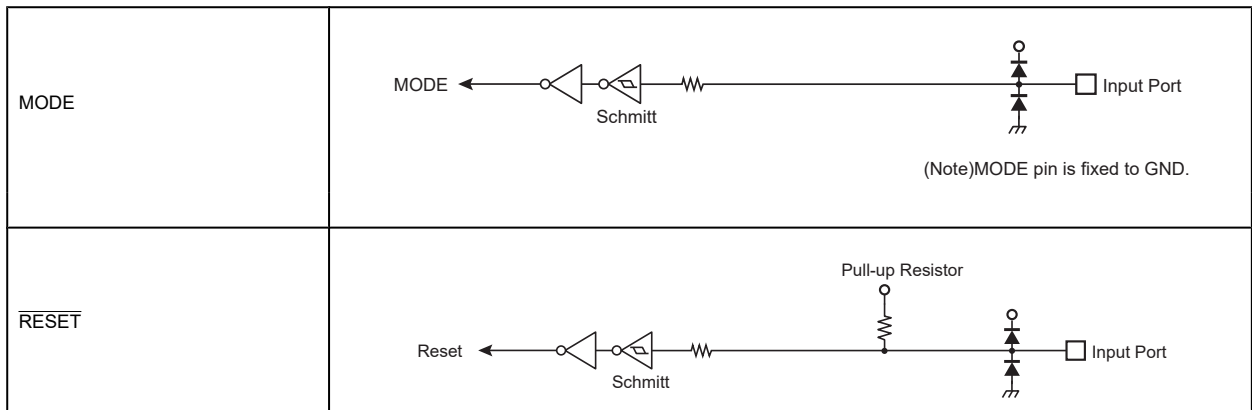 MODE
MODE
Schmitt
Input Port
(Note)MODE pin is fixed to GND.
RESET
Pull-up Resistor
Reset
Schmitt
Input Port